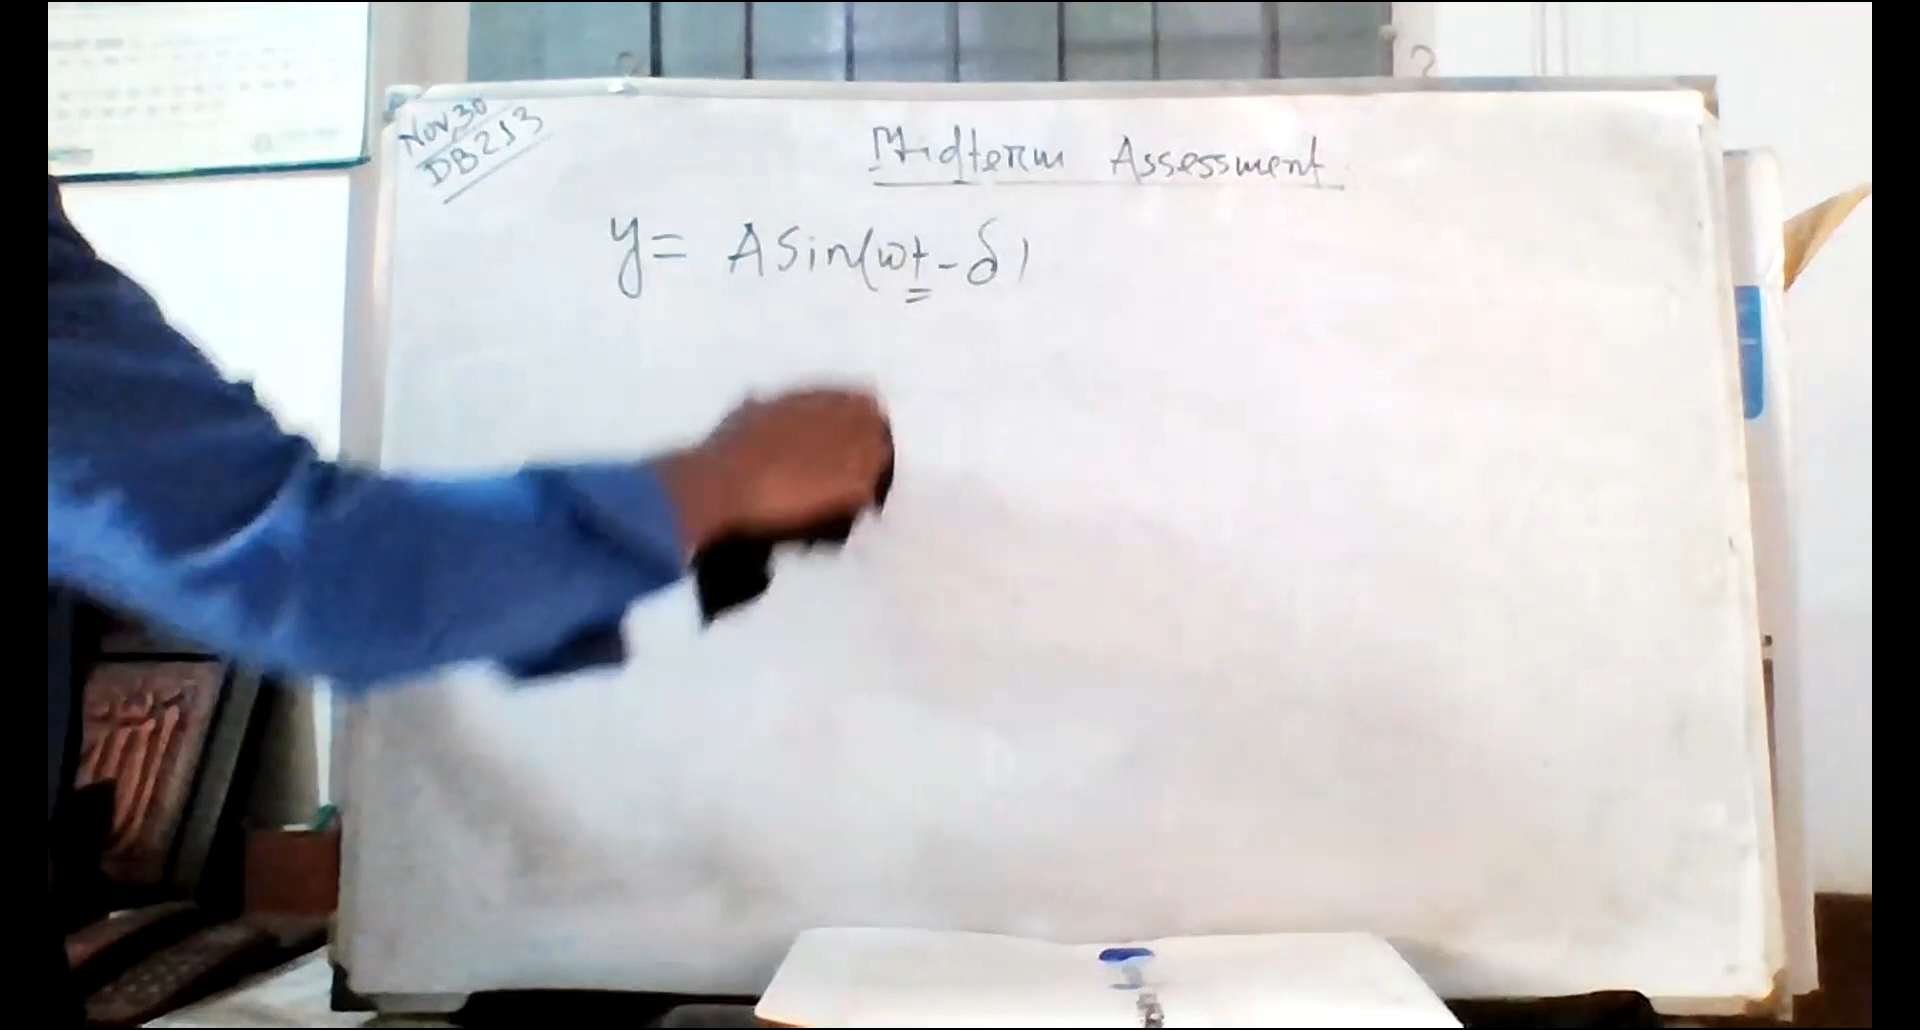 Nov 30
DB213
Midterm Assessment
y = A Sin(ωt - δ)